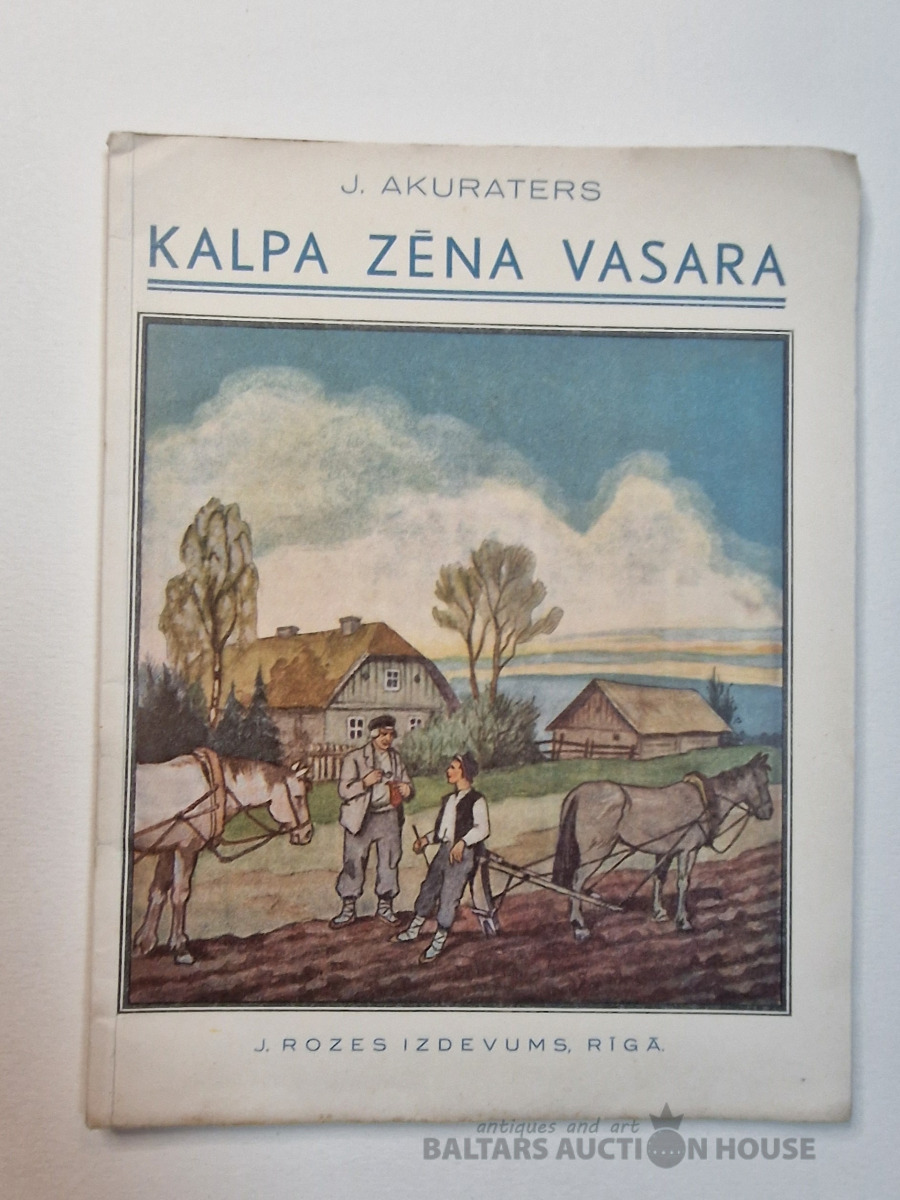 J. AKURATERS
KALPA ZĒNA VASARA
J. ROZES IZDEVUMS, RĪGĀ.
antiques and art
BALTARS AUCTION HOUSE